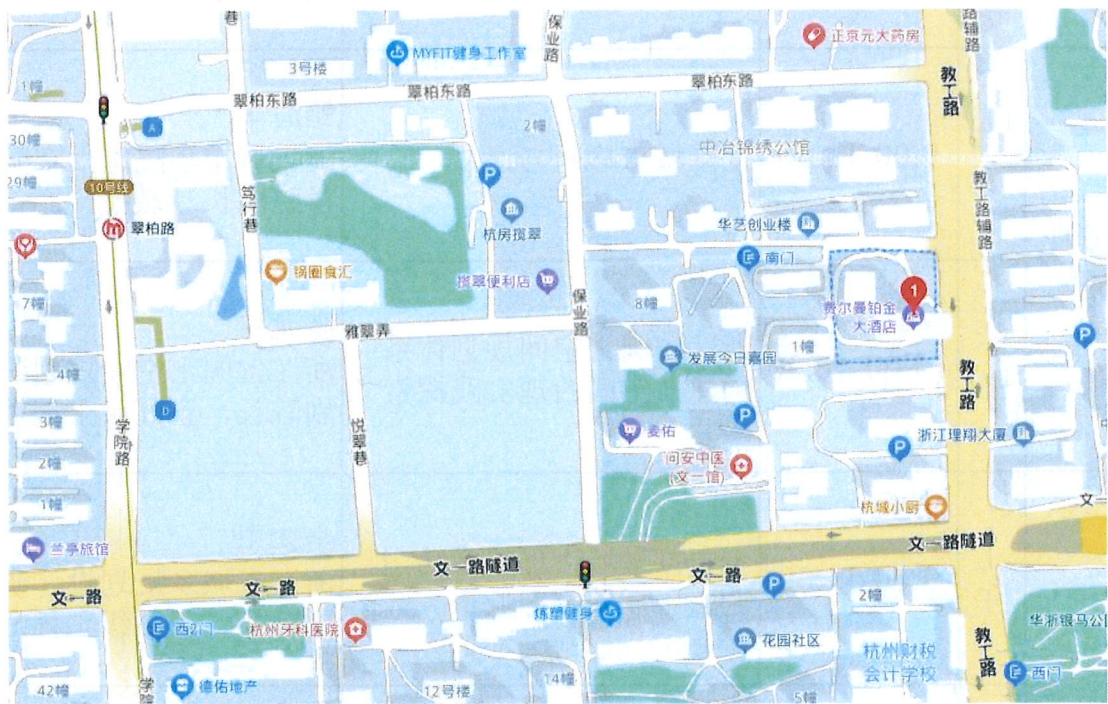 巷
保业路
路辅路
正京元大药房
MYFIT健身工作室
3号楼
教工路
1幢
翠柏东路
翠柏东路
翠柏东路
A
30幢
2幢
中冶锦绣公馆
29幢
10号线
P
教工路辅路
笃行巷
翠柏路
杭房揽翠
华艺创业楼
南门
锅圈食汇
揽翠便利店
1
7幢
8幢
保业路
费尔曼铂金
大酒店
雅翠弄
1幢
P
发展今日嘉园
4幢
教工路
D
P
3幢
学院路
悦翠巷
麦佑
浙江理翔大厦
P
2幢
问安中医
(文一馆)
1幢
杭城小厨
文一
兰亭旅馆
文一路隧道
文一路隧道
文一路
文一路
文一路
P
2幢
炼塑健身
西2门
杭州牙科医院
花园社区
华浙银马公
教工路
杭州财税
会计学校
西门
42幢
学院
德佑地产
12号楼
14幢
5幢